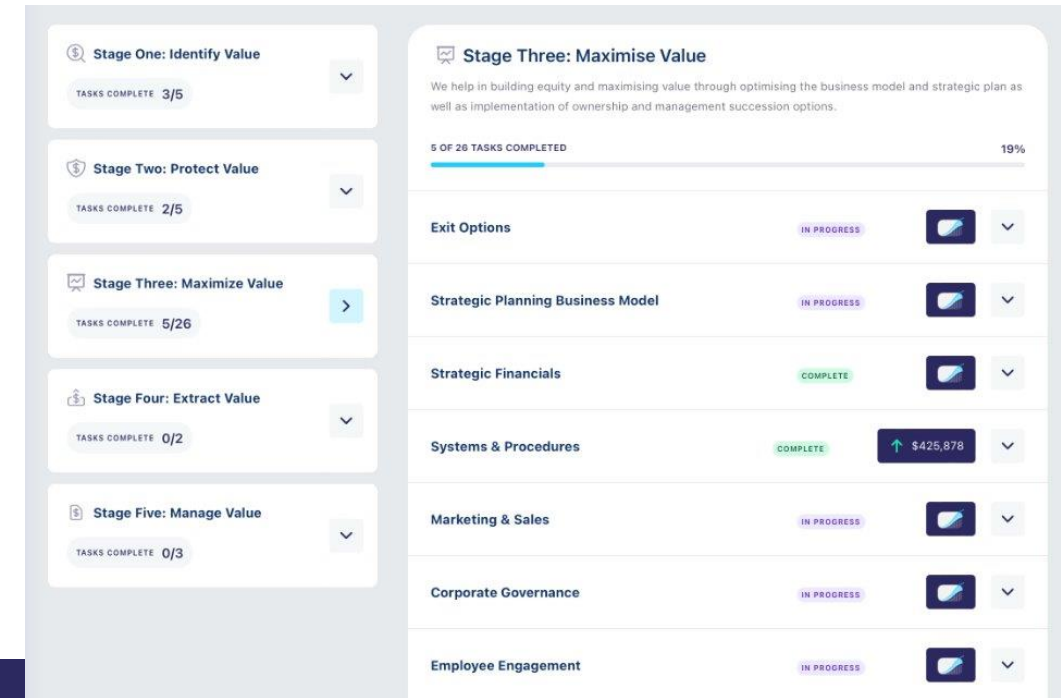 Stage One: Identify Value
TASKS COMPLETE 3/5
Stage Two: Protect Value
TASKS COMPLETE 2/5
Stage Three: Maximize Value
TASKS COMPLETE 5/26
Stage Four: Extract Value
TASKS COMPLETE 0/2
Stage Five: Manage Value
TASKS COMPLETE 0/3
Stage Three: Maximise Value
We help in building equity and maximising value through optimising the business model and strategic plan as
well as implementation of ownership and management succession options.
5 OF 26 TASKS COMPLETED 19%
Exit Options IN PROGRESS
Strategic Planning Business Model IN PROGRESS
Strategic Financials COMPLETE
Systems & Procedures COMPLETE $425,878
Marketing & Sales IN PROGRESS
Corporate Governance IN PROGRESS
Employee Engagement IN PROGRESS